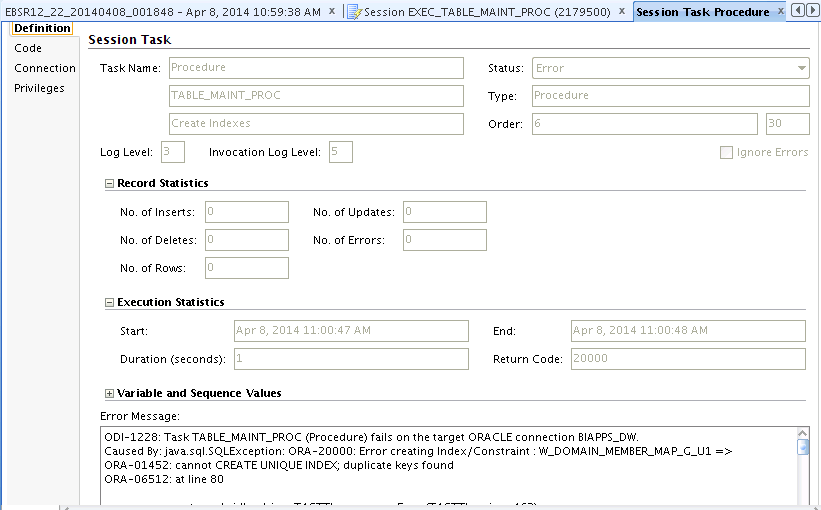 EBSR12_22_20140408_001848 - Apr 8, 2014 10:59:38 AM x Session EXEC_TABLE_MAINT_PROC (2179500) x Session Task Procedure x
Definition
Code
Connection
Privileges
Session Task
Task Name: Procedure Status: Error
TABLE_MAINT_PROC Type: Procedure
Create Indexes Order: 6 30
Log Level: 3 Invocation Log Level: 5 Ignore Errors
Record Statistics
No. of Inserts: 0 No. of Updates: 0
No. of Deletes: 0 No. of Errors: 0
No. of Rows: 0
Execution Statistics
Start: Apr 8, 2014 11:00:47 AM End: Apr 8, 2014 11:00:48 AM
Duration (seconds): 1 Return Code: 20000
Variable and Sequence Values
Error Message:
ODI-1228: Task TABLE_MAINT_PROC (Procedure) fails on the target ORACLE connection BIAPPS_DW.
Caused By: java.sql.SQLException: ORA-20000: Error creating Index/Constraint : W_DOMAIN_MEMBER_MAP_G_U1 =>
ORA-01452: cannot CREATE UNIQUE INDEX; duplicate keys found
ORA-06512: at line 80